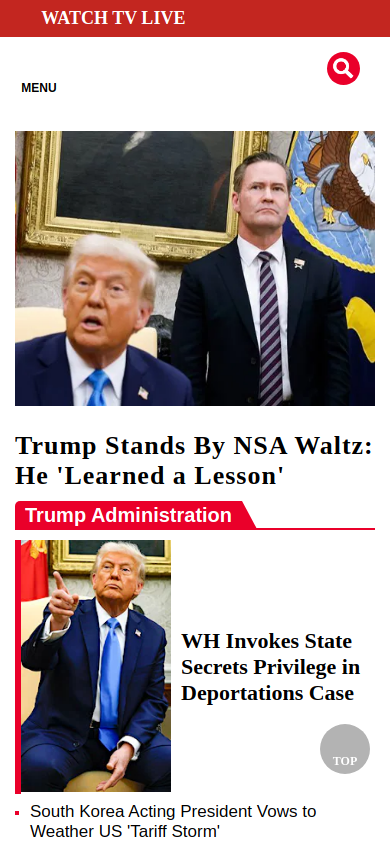 WATCH TV LIVE
MENU
Trump Stands By NSA Waltz:
He 'Learned a Lesson'
Trump Administration
WH Invokes State
Secrets Privilege in
Deportations Case
TOP
South Korea Acting President Vows to
Weather US 'Tariff Storm'